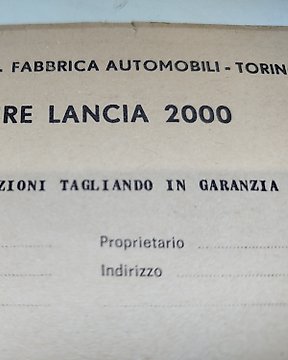 . FABBRICA AUTOMOBILI - TORIN
RE LANCIA 2000
ZIONI TAGLIANDO IN GARANZIA
Proprietario
Indirizzo